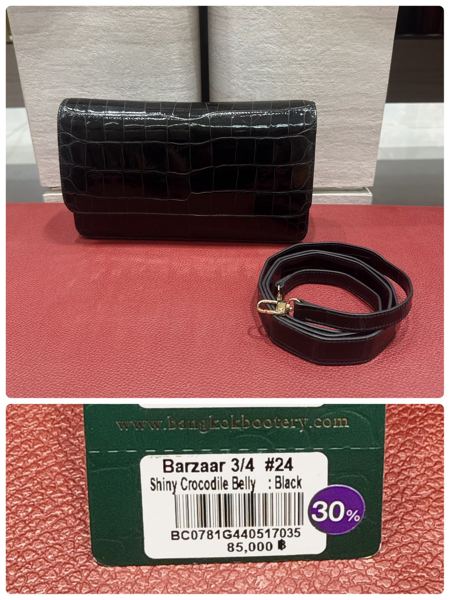 www.bangkokbootery.com
Barzaar 3/4 #24
Shiny Crocodile Belly : Black
BC0781G440517035
85,000 ฿
30%